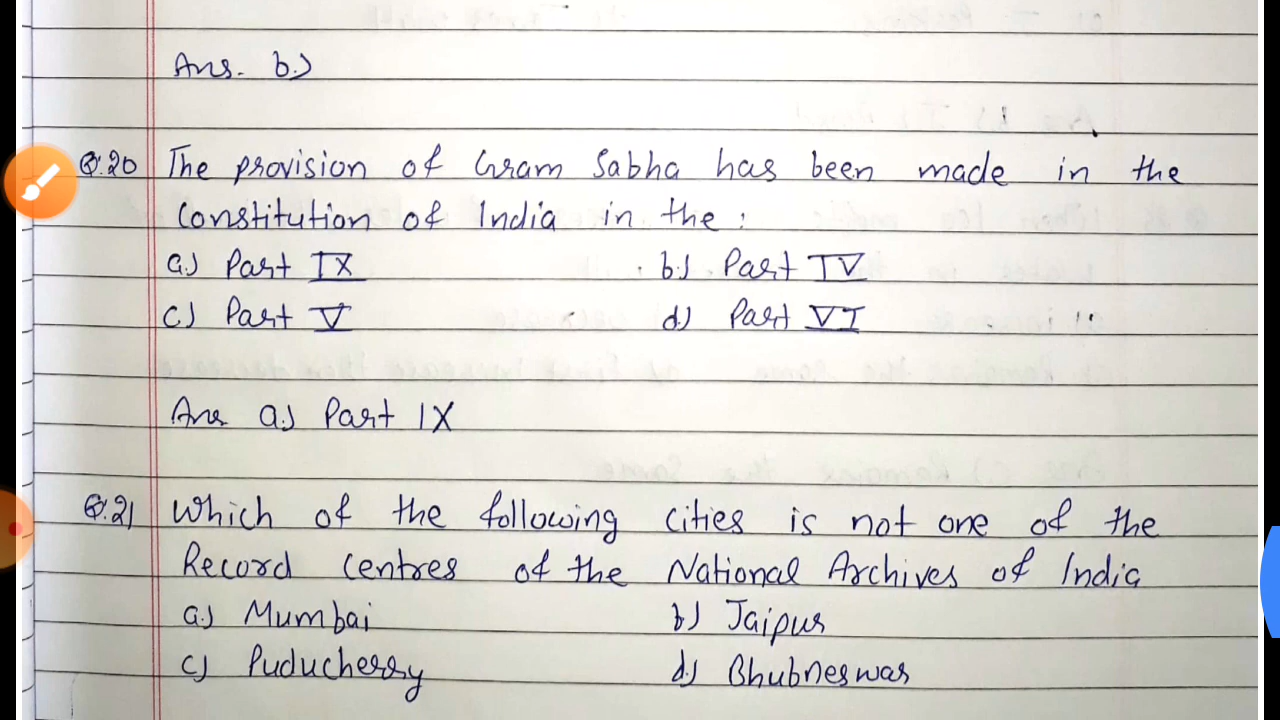 Ans. b.)
Q.20 The provision of Gram Sabha has been made in the
Constitution of India in the :
a.) Part IX b.) Part IV
c.) Part V d.) Part VI
Ans a.) Part IX
Q.21 Which of the following cities is not one of the
Record Centres of the National Archives of India
a.) Mumbai b.) Jaipur
c.) Puducherry d.) Bhubneswar